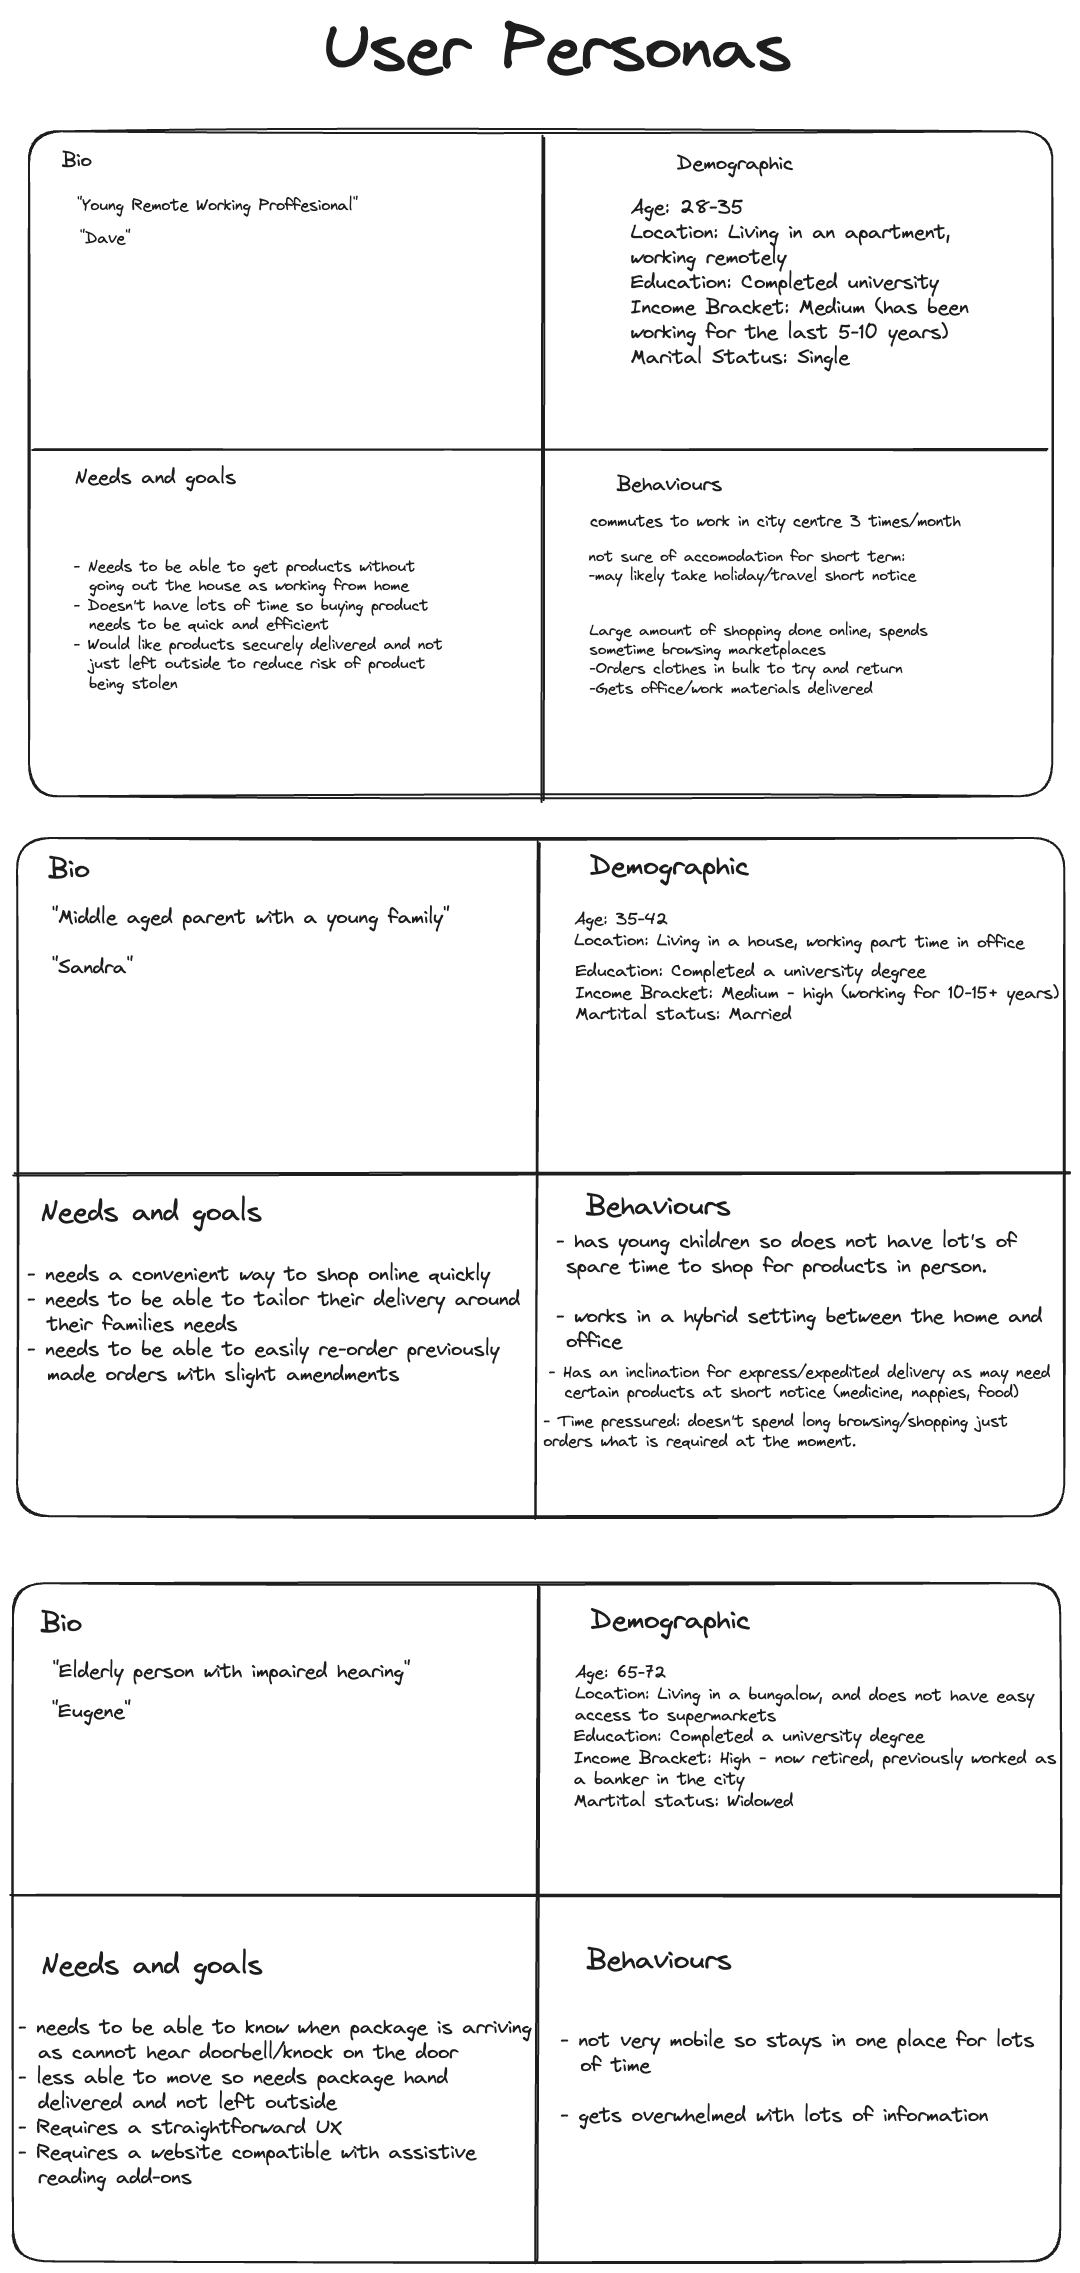 User Personas
Bio
"Young Remote Working Proffesional"
"Dave"
Demographic
Age: 28-35
Location: Living in an apartment,
working remotely
Education: Completed university
Income Bracket: Medium (has been
working for the last 5-10 years)
Marital Status: Single
Needs and goals
- Needs to be able to get products without
going out the house as working from home
- Doesn't have lots of time so buying product
needs to be quick and efficient
- Would like products securely delivered and not
just left outside to reduce risk of product
being stolen
Behaviours
commutes to work in city centre 3 times/month
not sure of accomodation for short term:
-may likely take holiday/travel short notice
Large amount of shopping done online, spends
sometime browsing marketplaces
-Orders clothes in bulk to try and return
-Gets office/work materials delivered
Bio
"Middle aged parent with a young family"
"Sandra"
Demographic
Age: 35-42
Location: Living in a house, working part time in office
Education: Completed a university degree
Income Bracket: Medium - high (working for 10-15+ years)
Martital status: Married
Needs and goals
- needs a convenient way to shop online quickly
- needs to be able to tailor their delivery around
their families needs
- needs to be able to easily re-order previously
made orders with slight amendments
Behaviours
- has young children so does not have lot's of
spare time to shop for products in person.
- works in a hybrid setting between the home and
office
- Has an inclination for express/expedited delivery as may need
certain products at short notice (medicine, nappies, food)
- Time pressured: doesn't spend long browsing/shopping just
orders what is required at the moment.
Bio
"Elderly person with impaired hearing"
"Eugene"
Demographic
Age: 65-72
Location: Living in a bungalow, and does not have easy
access to supermarkets
Education: Completed a university degree
Income Bracket: High - now retired, previously worked as
a banker in the city
Martital status: Widowed
Needs and goals
- needs to be able to know when package is arriving
as cannot hear doorbell/knock on the door
- less able to move so needs package hand
delivered and not left outside
- Requires a straightforward UX
- Requires a website compatible with assistive
reading add-ons
Behaviours
- not very mobile so stays in one place for lots
of time
- gets overwhelmed with lots of information